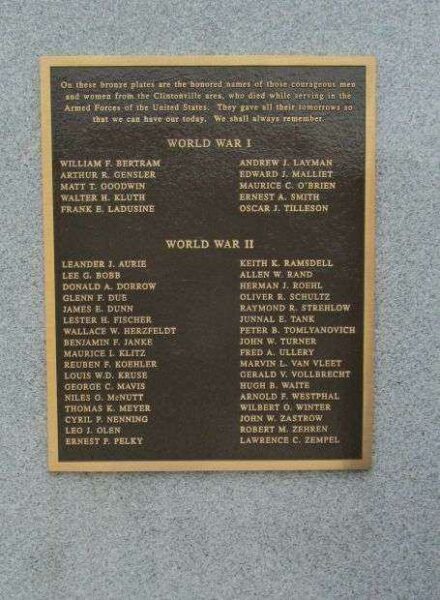 On these bronze plates are the honored names of those courageous men
and women from the Clintonville area, who died while serving in the
Armed Forces of the United States. They gave all their tomorrows so
that we can have our today. We shall always remember.
WORLD WAR I
WILLIAM F. BERTRAM
ARTHUR R. GENSLER
MATT T. GOODWIN
WALTER H. KLUTH
FRANK E. LADUSINE
ANDREW J. LAYMAN
EDWARD J. MALLIET
MAURICE C. O'BRIEN
ERNEST A. SMITH
OSCAR J. TILLESON
WORLD WAR II
LEANDER J. AURIE
LEE G. BOBB
DONALD A. DORROW
GLENN F. DUE
JAMES E. DUNN
LESTER H. FISCHER
WALLACE W. HERZFELDT
BENJAMIN F. JANKE
MAURICE I. KLITZ
REUBEN F. KOEHLER
LOUIS W.D. KRUSE
GEORGE C. MAVIS
NILES G. McNUTT
THOMAS K. MEYER
CYRIL P. NENNING
LEO J. OLEN
ERNEST P. PELKY
KEITH K. RAMSDELL
ALLEN W. RAND
HERMAN J. ROEHL
OLIVER R. SCHULTZ
RAYMOND R. STREHLOW
JUNNAL E. TANK
PETER B. TOMLYANOVICH
JOHN W. TURNER
FRED A. ULLERY
MARVIN L. VAN VLEET
GERALD V. VOLLBRECHT
HUGH B. WAITE
ARNOLD F. WESTPHAL
WILBERT O. WINTER
JOHN W. ZASTROW
ROBERT M. ZEHREN
LAWRENCE C. ZEMPEL